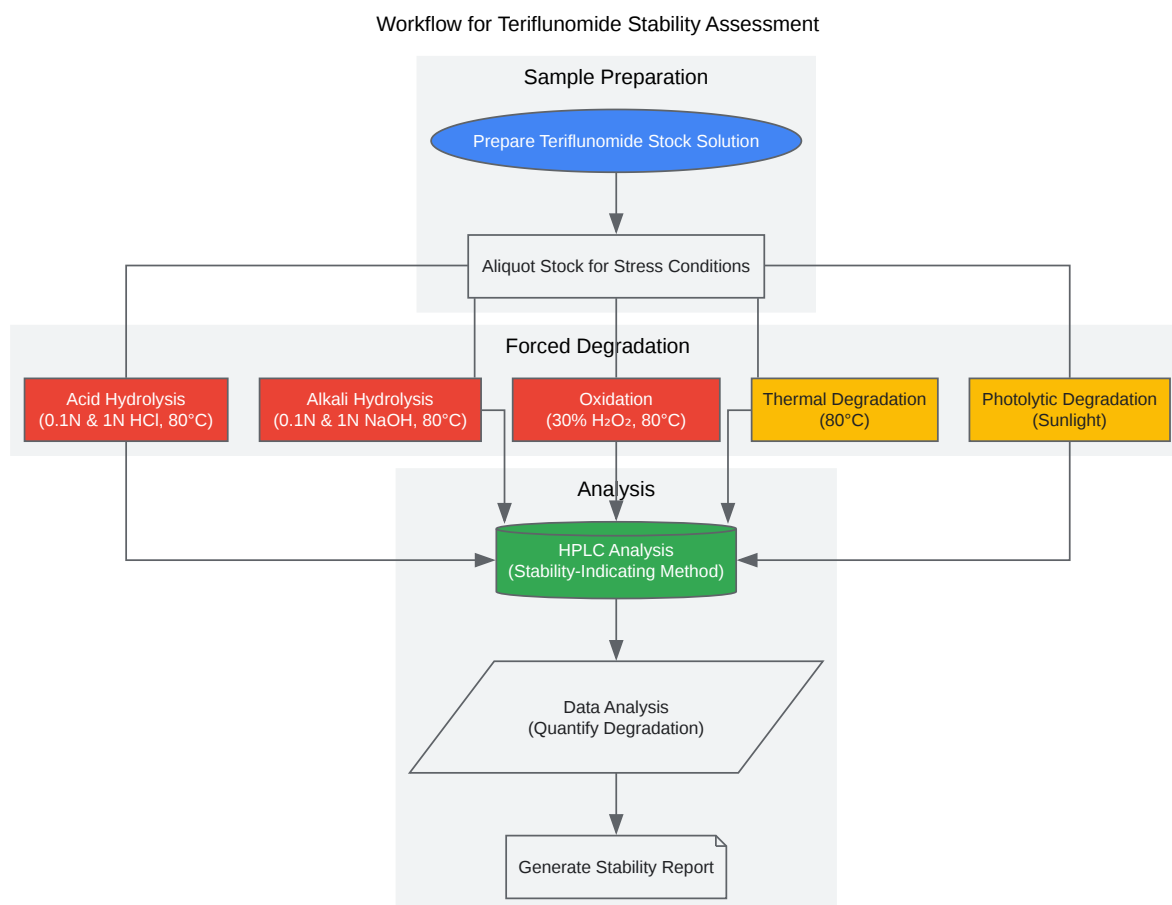 Workflow for Teriflunomide Stability Assessment
Sample Preparation
Prepare Teriflunomide Stock Solution
Aliquot Stock for Stress Conditions
Forced Degradation
Acid Hydrolysis
(0.1N & 1N HCl, 80°C)
Alkali Hydrolysis
(0.1N & 1N NaOH, 80°C)
Oxidation
(30% H₂O₂, 80°C)
Thermal Degradation
(80°C)
Photolytic Degradation
(Sunlight)
Analysis
HPLC Analysis
(Stability-Indicating Method)
Data Analysis
(Quantify Degradation)
Generate Stability Report